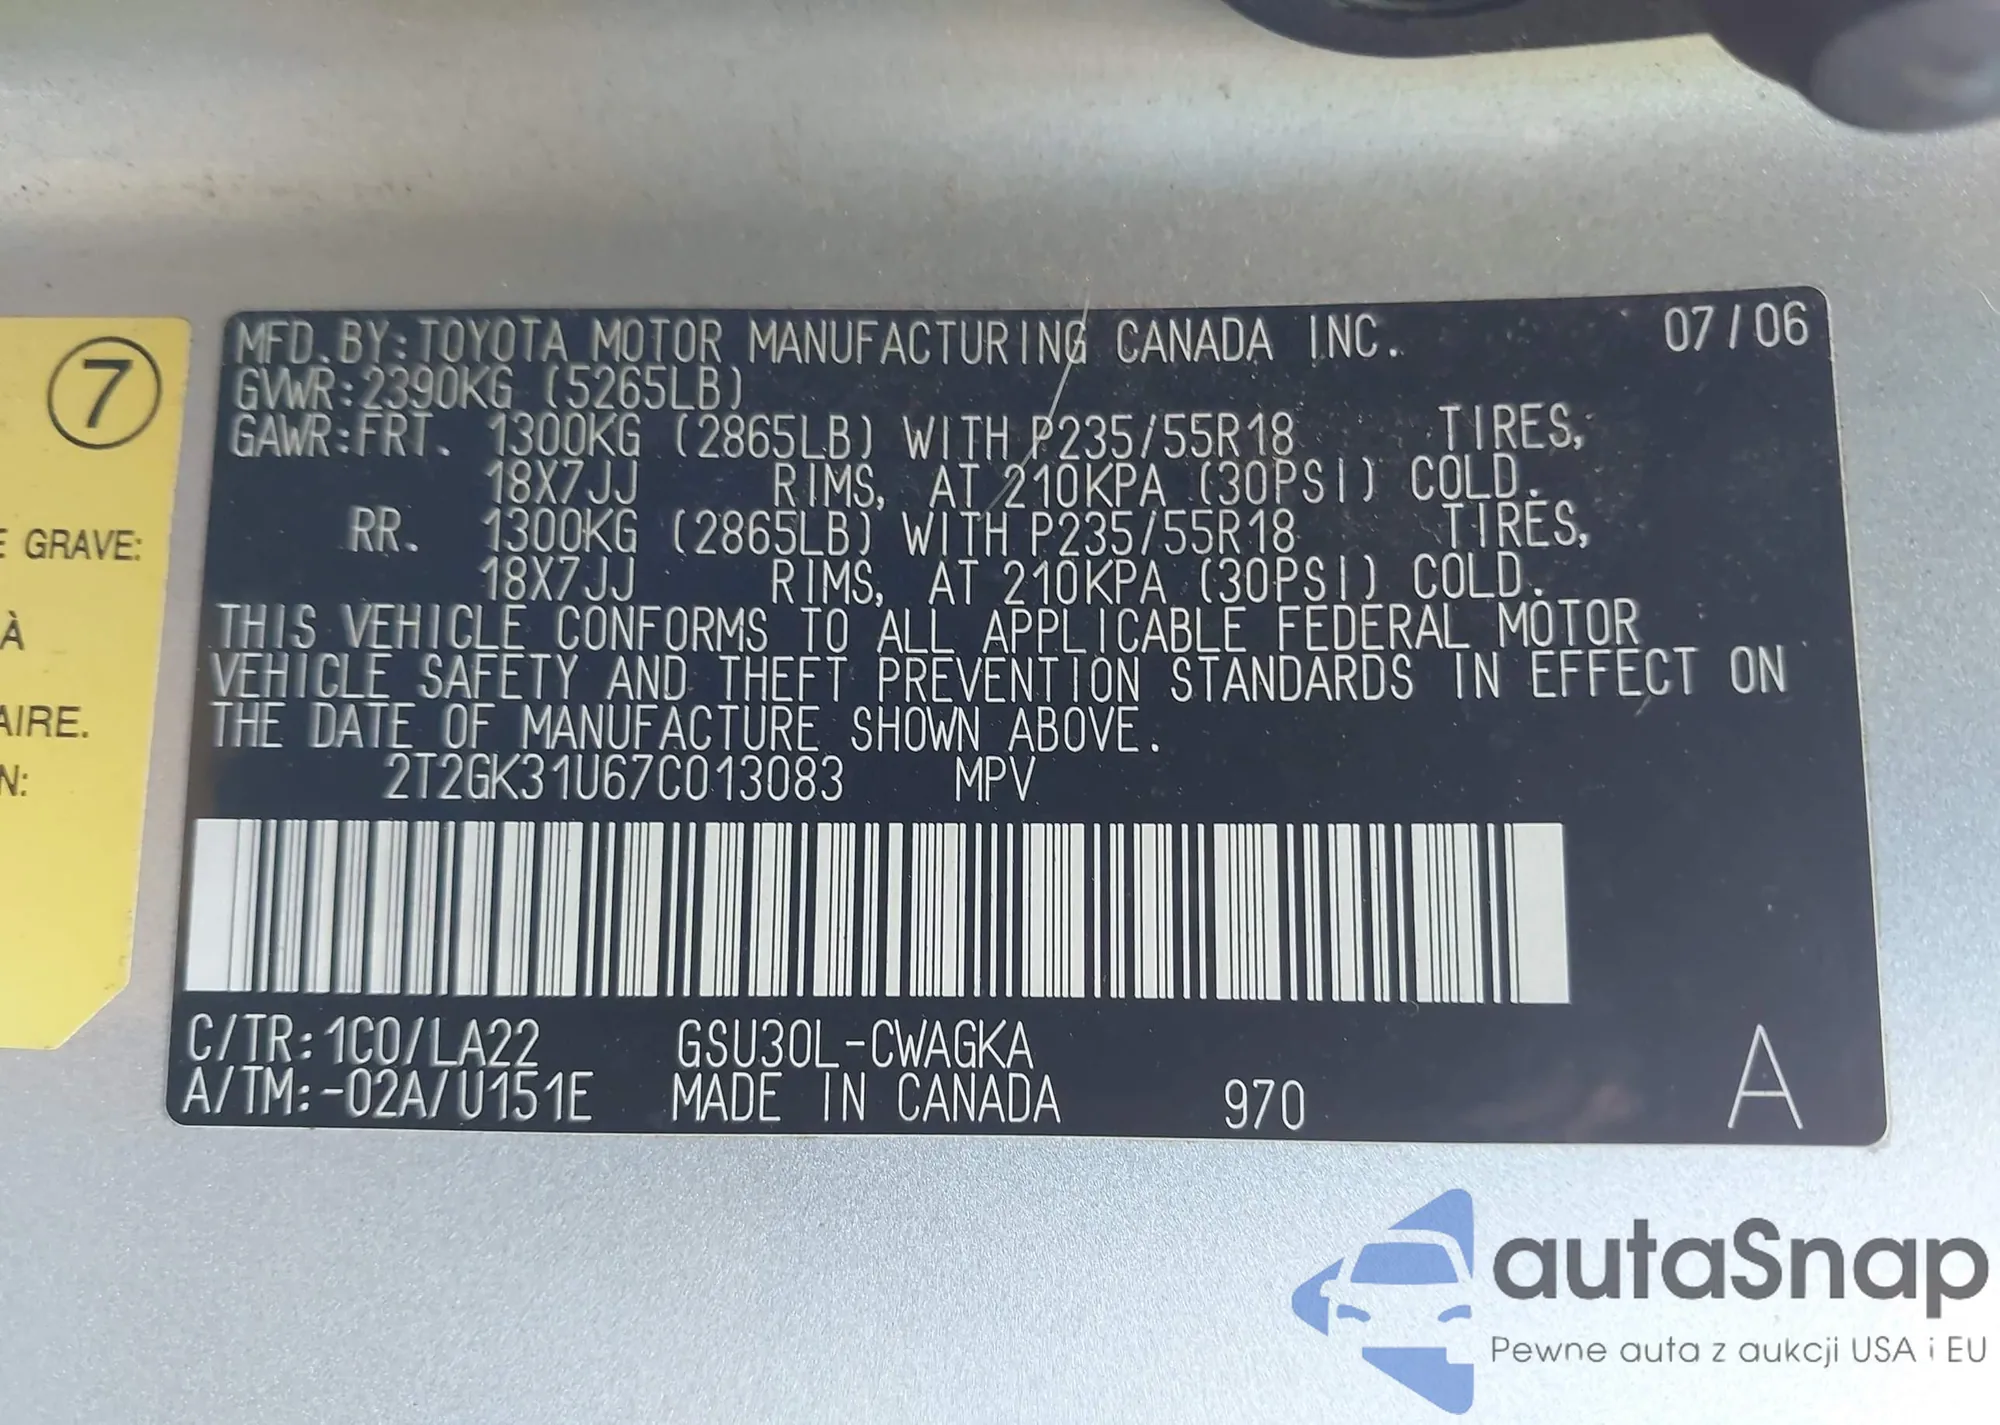 7
E GRAVE:
À
AIRE.
N:
MFD. BY: TOYOTA MOTOR MANUFACTURING CANADA INC. 07/06
GVWR: 2390KG (5265LB)
GAWR: FRT. 1300KG (2865LB) WITH P235/55R18 TIRES,
18X7JJ RIMS, AT 210KPA (30PSI) COLD.
RR. 1300KG (2865LB) WITH P235/55R18 TIRES,
18X7JJ RIMS, AT 210KPA (30PSI) COLD.
THIS VEHICLE CONFORMS TO ALL APPLICABLE FEDERAL MOTOR
VEHICLE SAFETY AND THEFT PREVENTION STANDARDS IN EFFECT ON
THE DATE OF MANUFACTURE SHOWN ABOVE.
2T2GK31U67C013083 MPV
C/TR: 1C0/LA22 GSU30L-CWAGKA
A/TM: -02A/U151E MADE IN CANADA 970 A
autaSnap
Pewne auta z aukcji USA i EU